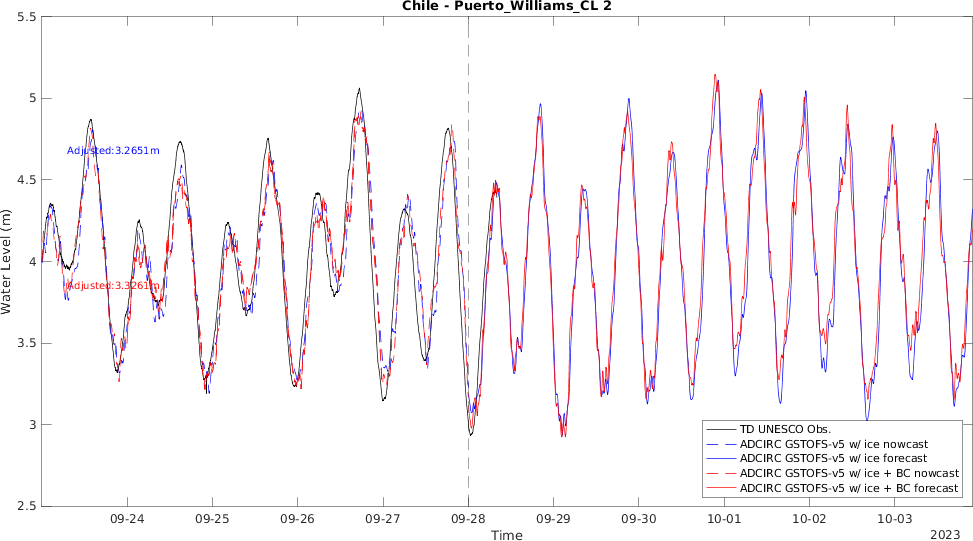 Chile - Puerto_Williams_CL 2
5.5
5
4.5
4
3.5
3
2.5
Water Level (m)
Adjusted:3.2651m
Adjusted:3.3261m
TD UNESCO Obs.
ADCIRC GSTOFS-v5 w/ ice nowcast
ADCIRC GSTOFS-v5 w/ ice forecast
ADCIRC GSTOFS-v5 w/ ice + BC nowcast
ADCIRC GSTOFS-v5 w/ ice + BC forecast
09-24 09-25 09-26 09-27 09-28 09-29 09-30 10-01 10-02 10-03
Time
2023